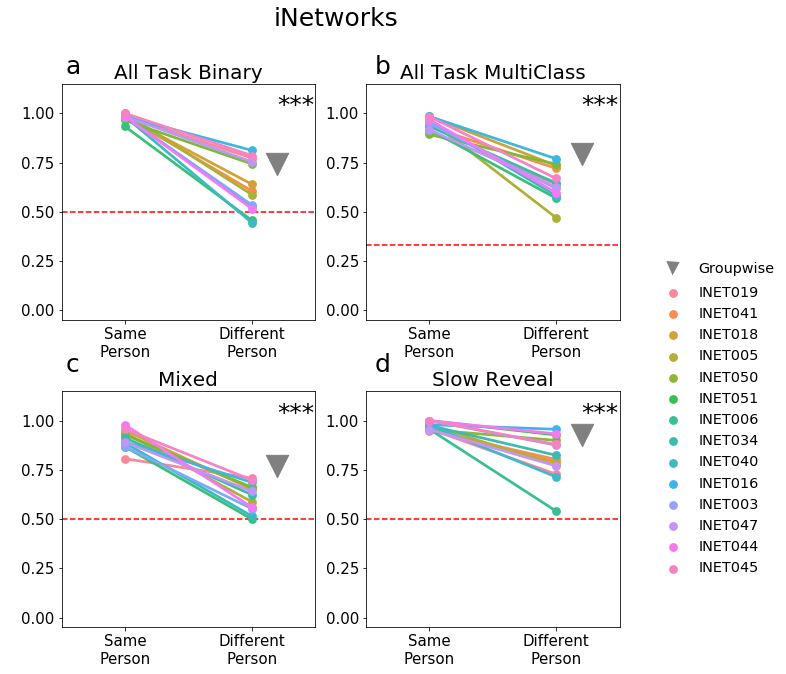 iNetworks
a
All Task Binary
***
1.00
0.75
0.50
0.25
0.00
Same
Person
Different
Person
b
All Task MultiClass
***
1.00
0.75
0.50
0.25
0.00
Same
Person
Different
Person
c
Mixed
***
1.00
0.75
0.50
0.25
0.00
Same
Person
Different
Person
d
Slow Reveal
***
1.00
0.75
0.50
0.25
0.00
Same
Person
Different
Person
Groupwise
INET019
INET041
INET018
INET005
INET050
INET051
INET006
INET034
INET040
INET016
INET003
INET047
INET044
INET045